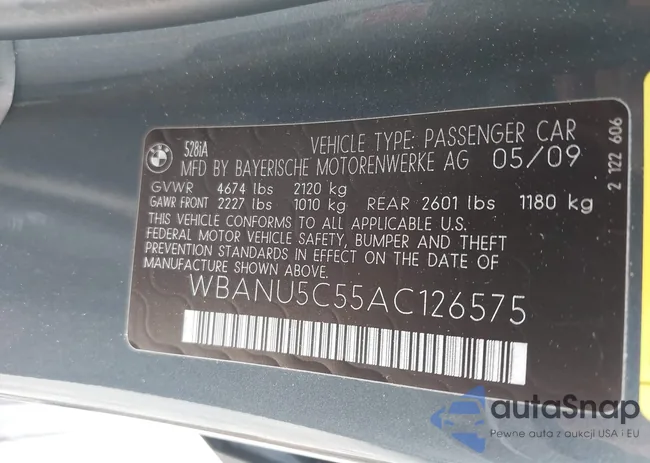 528iA VEHICLE TYPE: PASSENGER CAR
MFD BY BAYERISCHE MOTORENWERKE AG 05/09
GVWR 4674 lbs 2120 kg
GAWR FRONT 2227 lbs 1010 kg REAR 2601 lbs 1180 kg
THIS VEHICLE CONFORMS TO ALL APPLICABLE U.S.
FEDERAL MOTOR VEHICLE SAFETY, BUMPER AND THEFT
PREVENTION STANDARDS IN EFFECT ON THE DATE OF
MANUFACTURE SHOWN ABOVE.
WBANU5C55AC126575
2 122 606
autaSnap
Pewne auta z aukcji USA i EU